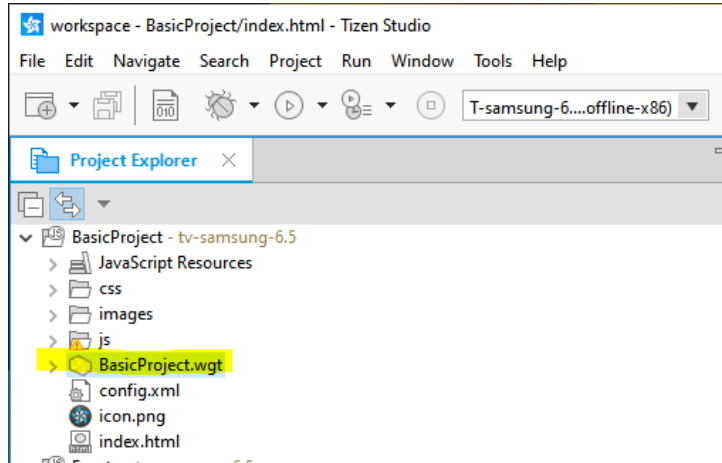 workspace - BasicProject/index.html - Tizen Studio
File Edit Navigate Search Project Run Window Tools Help
010
T-samsung-6....offline-x86)
Project Explorer
BasicProject - tv-samsung-6.5
JavaScript Resources
css
images
js
BasicProject.wgt
config.xml
icon.png
index.html